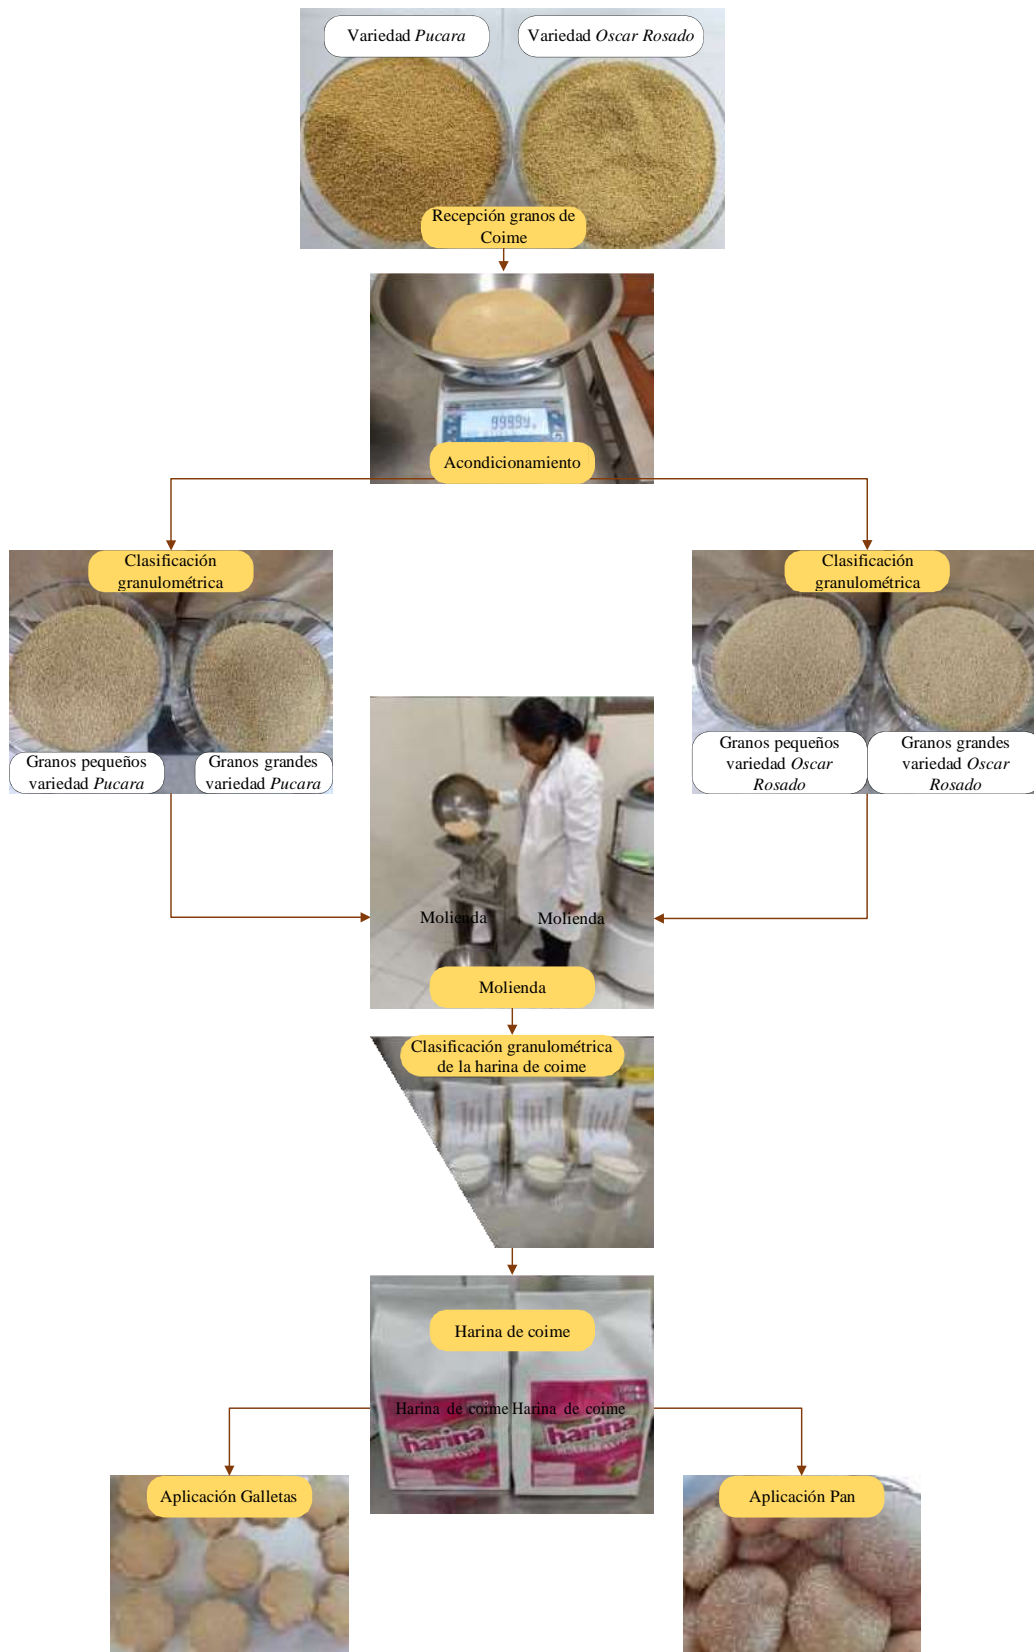 Variedad Pucara
Variedad Oscar Rosado
Recepción granos de
Coime
Acondicionamiento
Clasificación
granulométrica
Clasificación
granulométrica
Granos pequeños
variedad Pucara
Granos grandes
variedad Pucara
Granos pequeños
variedad Oscar
Rosado
Granos grandes
variedad Oscar
Rosado
Molienda
Molienda
Molienda
Clasificación granulométrica
de la harina de coime
Harina de coime
Harina de coime
Harina de coime
harina
harina
Aplicación Galletas
Aplicación Pan